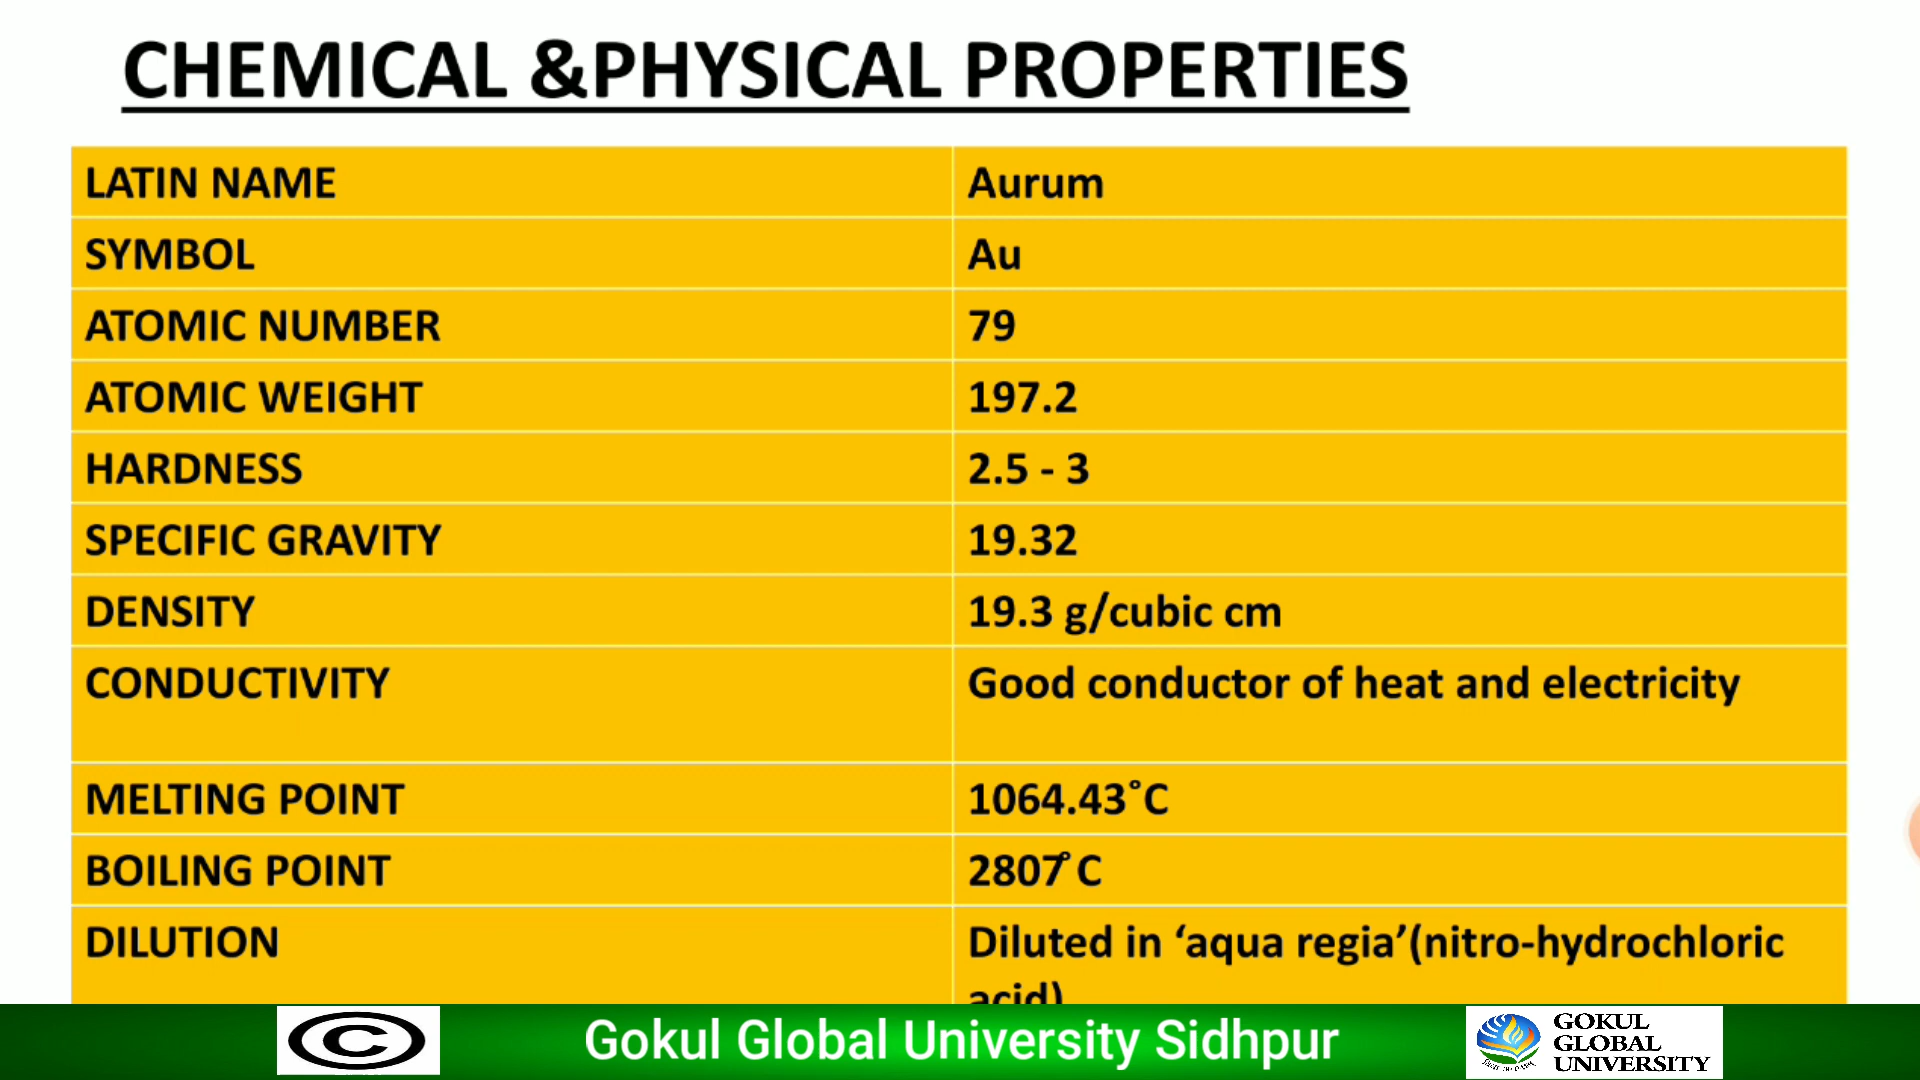 CHEMICAL &PHYSICAL PROPERTIES
LATIN NAME Aurum
SYMBOL Au
ATOMIC NUMBER 79
ATOMIC WEIGHT 197.2
HARDNESS 2.5 - 3
SPECIFIC GRAVITY 19.32
DENSITY 19.3 g/cubic cm
CONDUCTIVITY Good conductor of heat and electricity
MELTING POINT 1064.43°C
BOILING POINT 2807°C
DILUTION Diluted in ‘aqua regia’(nitro-hydrochloric
acid)
© Gokul Global University Sidhpur
GOKUL
GLOBAL
UNIVERSITY